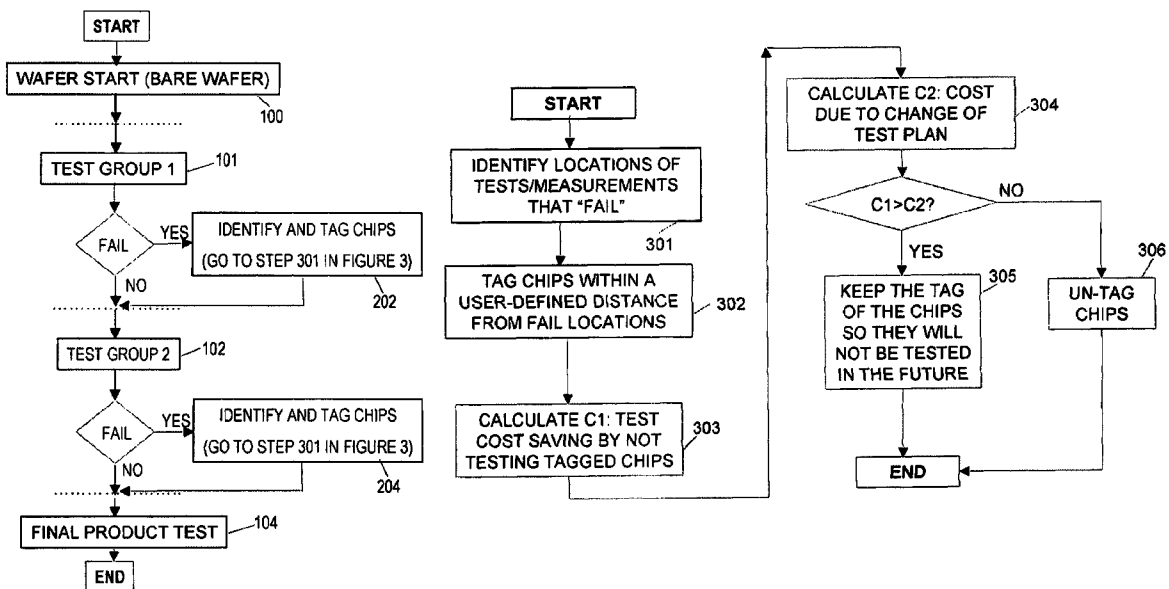 START
WAFER START (BARE WAFER)
100
TEST GROUP 1
101
FAIL
YES
IDENTIFY AND TAG CHIPS
(GO TO STEP 301 IN FIGURE 3)
202
NO
TEST GROUP 2
102
FAIL
YES
IDENTIFY AND TAG CHIPS
(GO TO STEP 301 IN FIGURE 3)
204
NO
FINAL PRODUCT TEST
104
END
START
IDENTIFY LOCATIONS OF
TESTS/MEASUREMENTS
THAT "FAIL"
301
TAG CHIPS WITHIN A
USER-DEFINED DISTANCE
FROM FAIL LOCATIONS
302
CALCULATE C1: TEST
COST SAVING BY NOT
TESTING TAGGED CHIPS
303
CALCULATE C2: COST
DUE TO CHANGE OF
TEST PLAN
304
C1>C2?
NO
YES
KEEP THE TAG
OF THE CHIPS
SO THEY WILL
NOT BE TESTED
IN THE FUTURE
305
306
UN-TAG
CHIPS
END